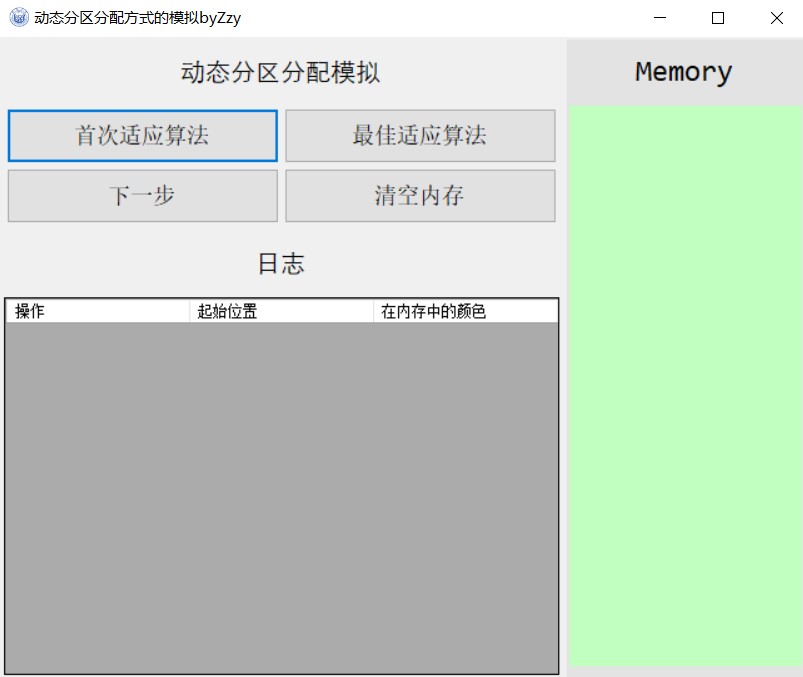 动态分区分配方式的模拟byZzy
动态分区分配模拟
Memory
首次适应算法
最佳适应算法
下一步
清空内存
日志
操作
起始位置
在内存中的颜色